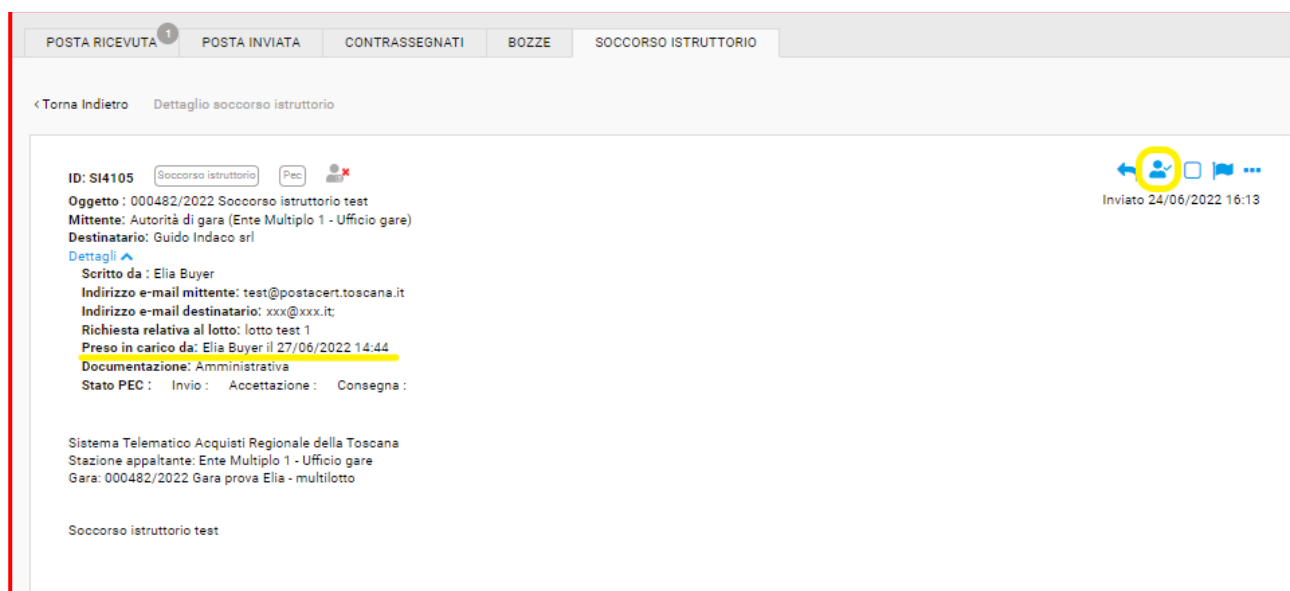 POSTA RICEVUTA 1 POSTA INVIATA CONTRASSEGNATI BOZZE SOCCORSO ISTRUTTORIO
< Torna Indietro Dettaglio soccorso istruttorio
ID: SI4105 Soccorso istruttorio Pec
Oggetto : 000482/2022 Soccorso istruttorio test
Inviato 24/06/2022 16:13
Mittente: Autorità di gara (Ente Multiplo 1 - Ufficio gare)
Destinatario: Guido Indaco srl
Dettagli
Scritto da : Elia Buyer
Indirizzo e-mail mittente: test@postacert.toscana.it
Indirizzo e-mail destinatario: xxx@xxx.it;
Richiesta relativa al lotto: lotto test 1
Preso in carico da: Elia Buyer il 27/06/2022 14:44
Documentazione: Amministrativa
Stato PEC : Invio : Accettazione : Consegna :
Sistema Telematico Acquisti Regionale della Toscana
Stazione appaltante: Ente Multiplo 1 - Ufficio gare
Gara: 000482/2022 Gara prova Elia - multilotto
Soccorso istruttorio test